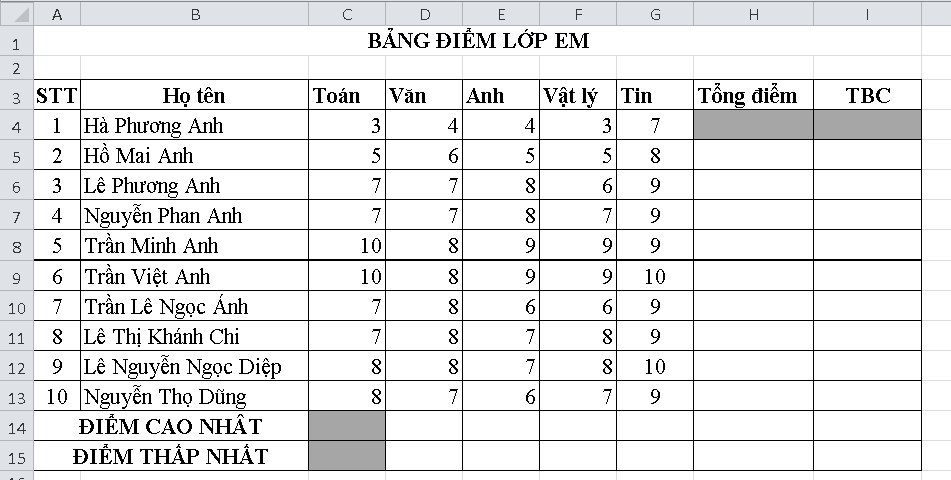 A B C D E F G H I
1 BẢNG ĐIỂM LỚP EM
2
3 STT Họ tên Toán Văn Anh Vật lý Tin Tổng điểm TBC
4 1 Hà Phương Anh 3 4 4 3 7
5 2 Hồ Mai Anh 5 6 5 5 8
6 3 Lê Phương Anh 7 7 8 6 9
7 4 Nguyễn Phan Anh 7 7 8 7 9
8 5 Trần Minh Anh 10 8 9 9 9
9 6 Trần Việt Anh 10 8 9 9 10
10 7 Trần Lê Ngọc Ánh 7 8 6 6 9
11 8 Lê Thị Khánh Chi 7 8 7 8 9
12 9 Lê Nguyễn Ngọc Diệp 8 8 7 8 10
13 10 Nguyễn Thọ Dũng 8 7 6 7 9
14 ĐIỂM CAO NHÂT
15 ĐIỂM THẤP NHẤT